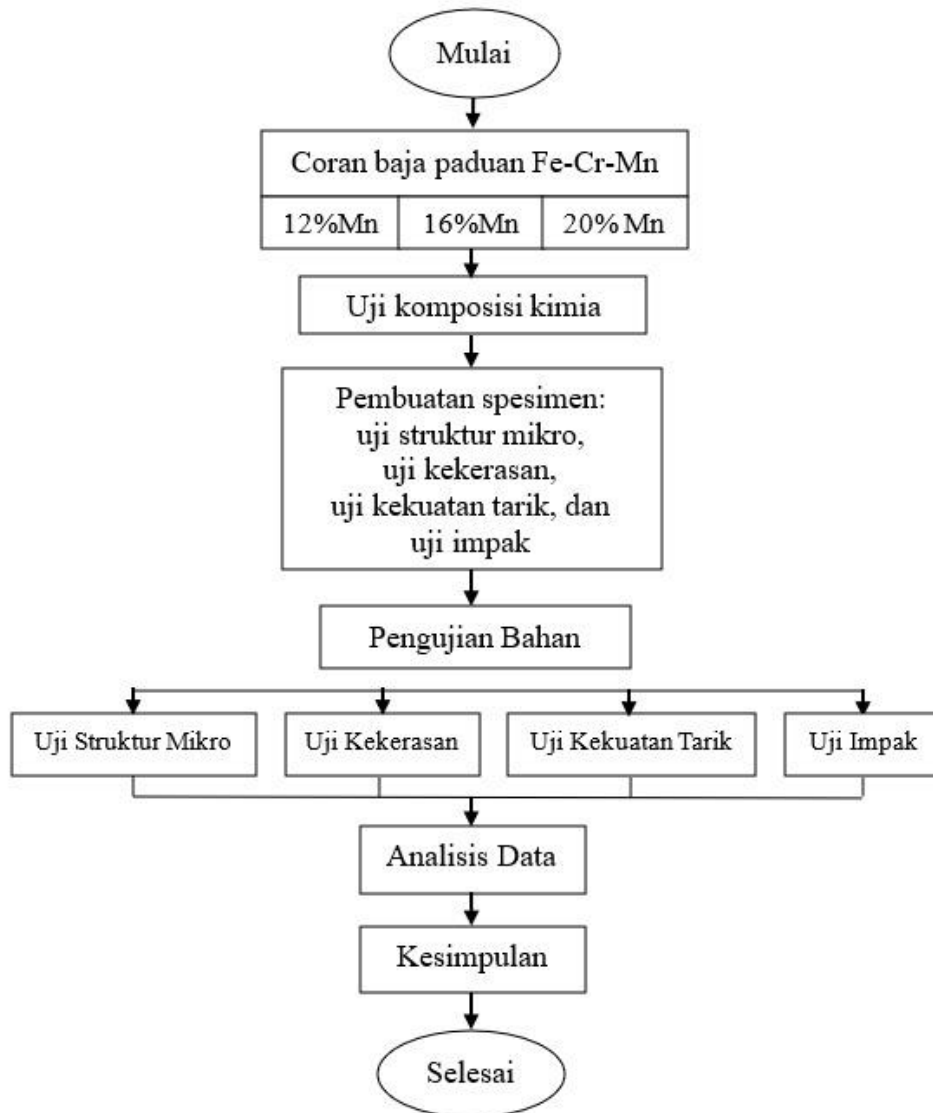 Mulai
Coran baja paduan Fe-Cr-Mn
12%Mn
16%Mn
20% Mn
Uji komposisi kimia
Pembuatan spesimen:
uji struktur mikro,
uji kekerasan,
uji kekuatan tarik, dan
uji impak
Pengujian Bahan
Uji Struktur Mikro
Uji Kekerasan
Uji Kekuatan Tarik
Uji Impak
Analisis Data
Kesimpulan
Selesai